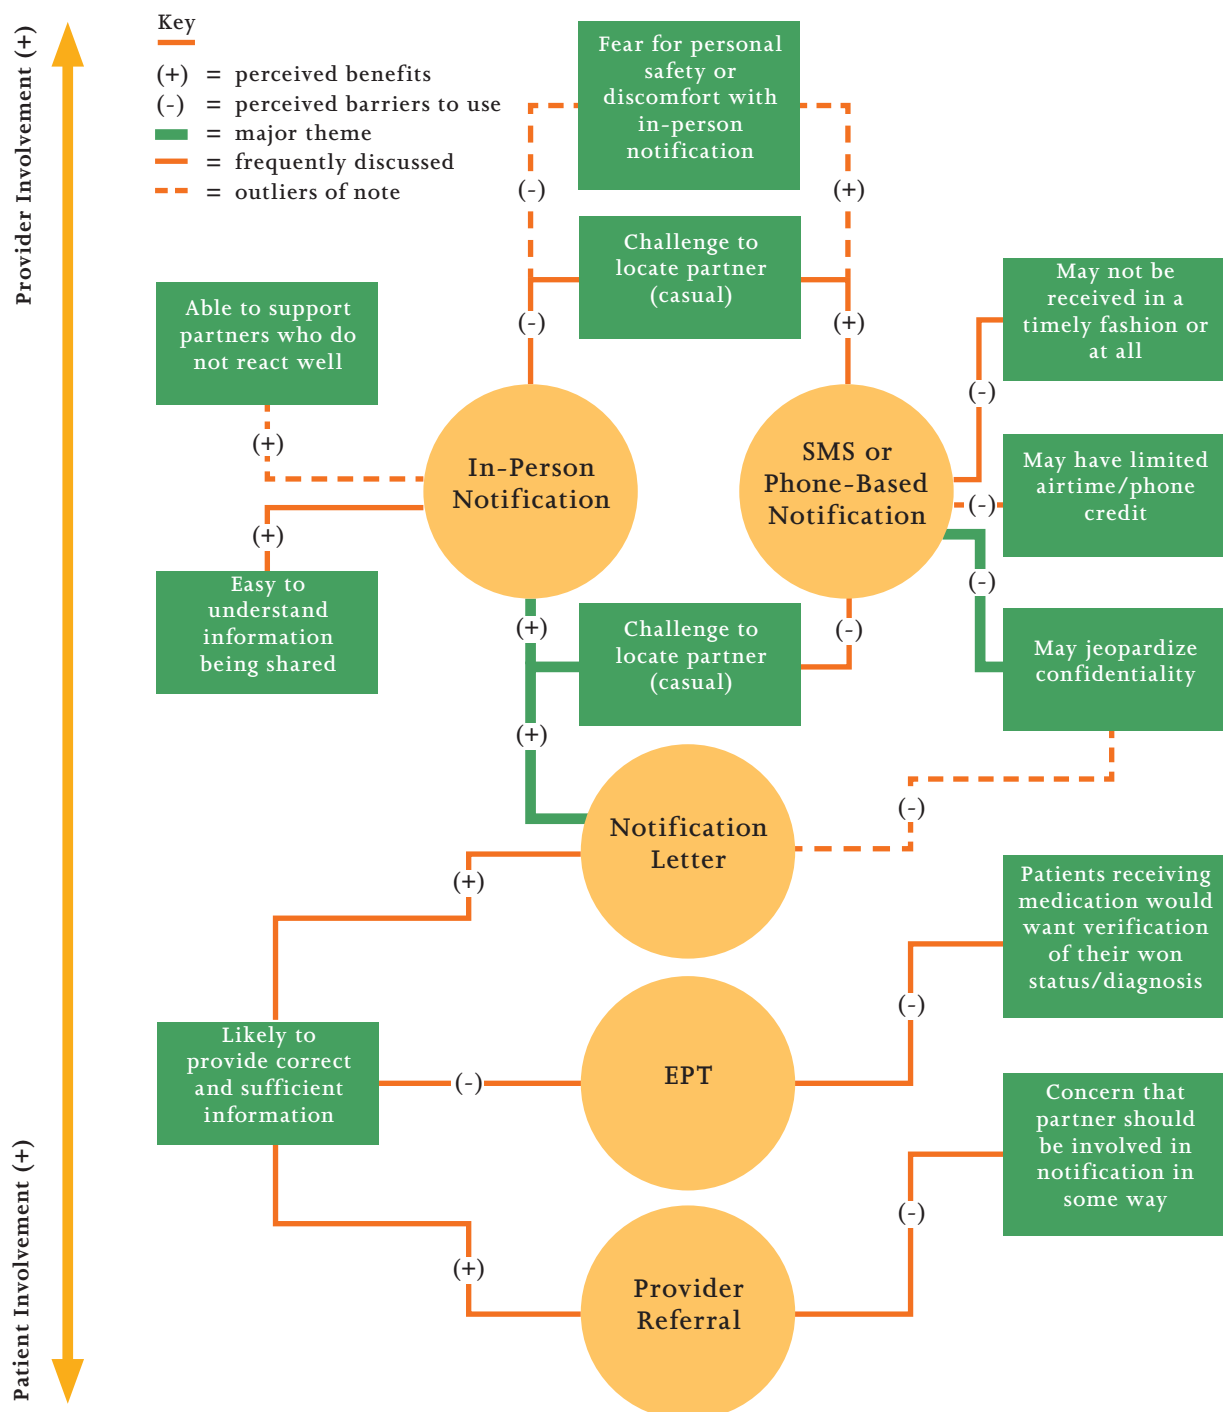 Provider Involvement (+)
Patient Involvement (+)
Key
(+) = perceived benefits
(-) = perceived barriers to use
= major theme
= frequently discussed
= outliers of note
Fear for personal
safety or
discomfort with
in-person
notification
(-)
(+)
Challenge to
locate partner
(casual)
(-)
(+)
Able to support
partners who do
not react well
(+)
May not be
received in a
timely fashion or
at all
(-)
In-Person
Notification
SMS or
Phone-Based
Notification
May have limited
airtime/phone
credit
(-)
(+)
Easy to
understand
information
being shared
(+)
Challenge to
locate partner
(casual)
(-)
(-)
May jeopardize
confidentiality
(+)
(-)
Notification
Letter
(+)
Patients receiving
medication would
want verification
of their won
status/diagnosis
(-)
Likely to
provide correct
and sufficient
information
(-)
EPT
Concern that
partner should
be involved in
notification in
some way
(-)
(+)
Provider
Referral